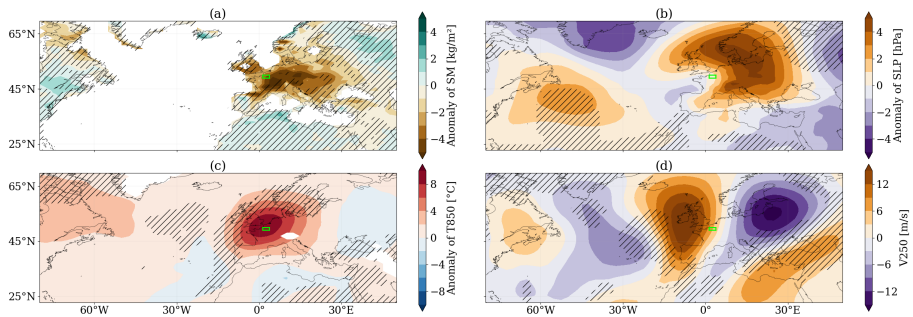 (a)
(b)
65°N
45°N
25°N
4
2
0
−2
−4
Anomaly of SM [kg/m²]
4
2
0
−2
−4
Anomaly of SLP [hPa]
(c)
(d)
65°N
45°N
25°N
60°W
30°W
0°
30°E
8
4
0
−4
−8
Anomaly of T850 [°C]
60°W
30°W
0°
30°E
12
6
0
−6
−12
V250 [m/s]